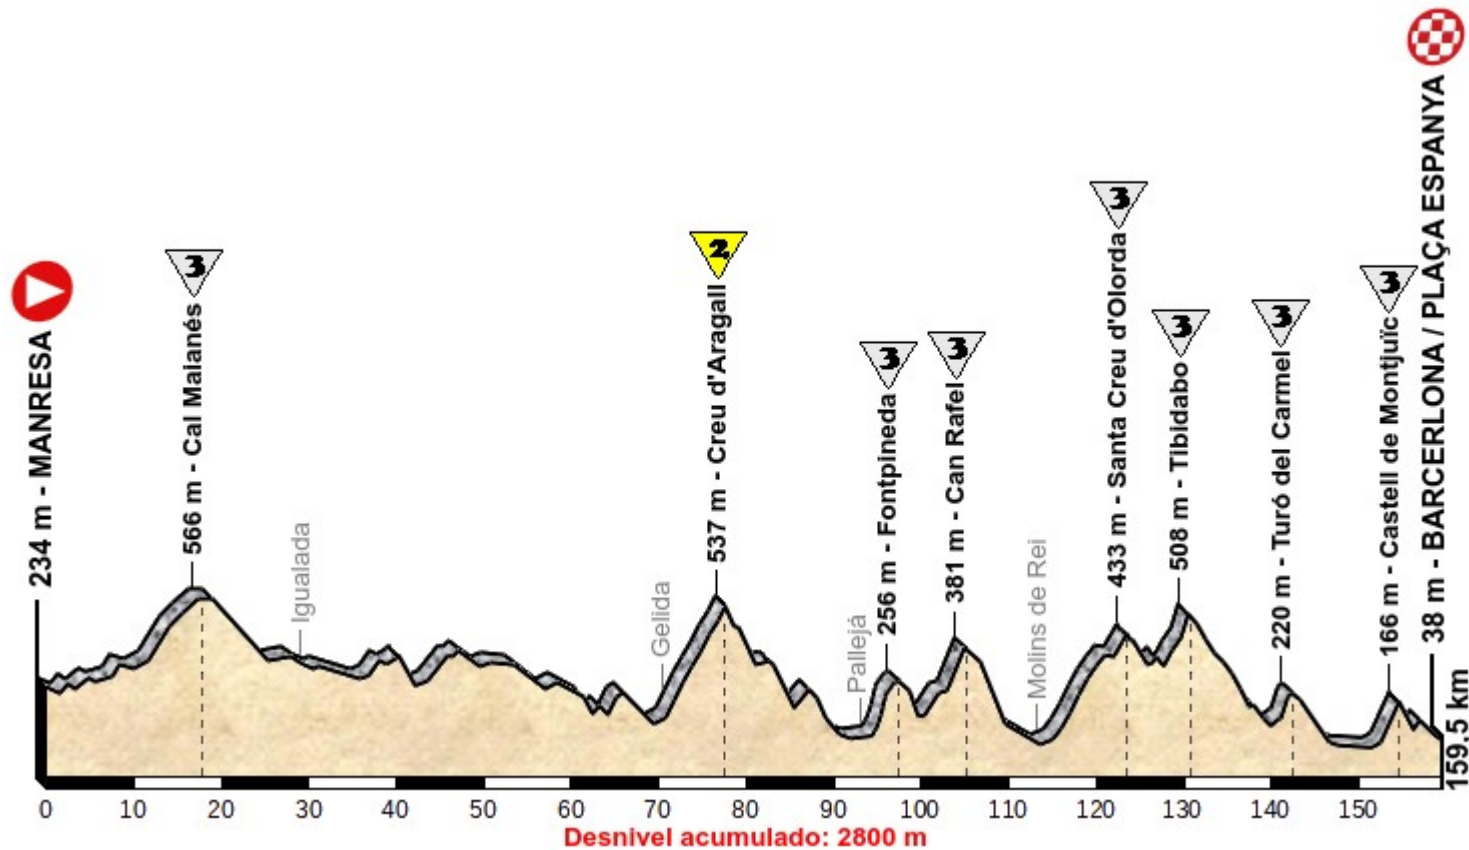 234 m - MANRESA
3
566 m - Cal Maianés
Igualada
Gelida
2
537 m - Creu d'Aragall
Pallejá
3
256 m - Fontpineda
3
381 m - Can Rafel
Molins de Rei
3
433 m - Santa Creu d'Olorda
3
508 m - Tibidabo
3
220 m - Turó del Carmel
3
166 m - Castell de Montjuïc
38 m - BARCERLONA / PLAÇA ESPANYA
159.5 km
0 10 20 30 40 50 60 70 80 90 100 110 120 130 140 150
Desnivel acumulado: 2800 m